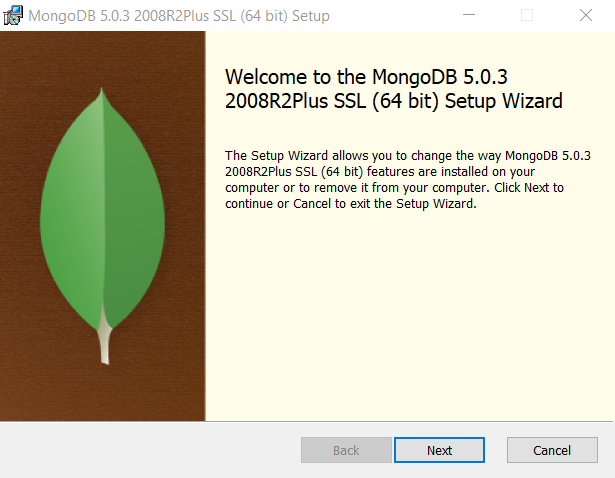 MongoDB 5.0.3 2008R2Plus SSL (64 bit) Setup
Welcome to the MongoDB 5.0.3
2008R2Plus SSL (64 bit) Setup Wizard
The Setup Wizard allows you to change the way MongoDB 5.0.3
2008R2Plus SSL (64 bit) features are installed on your
computer or to remove it from your computer. Click Next to
continue or Cancel to exit the Setup Wizard.
Back Next Cancel